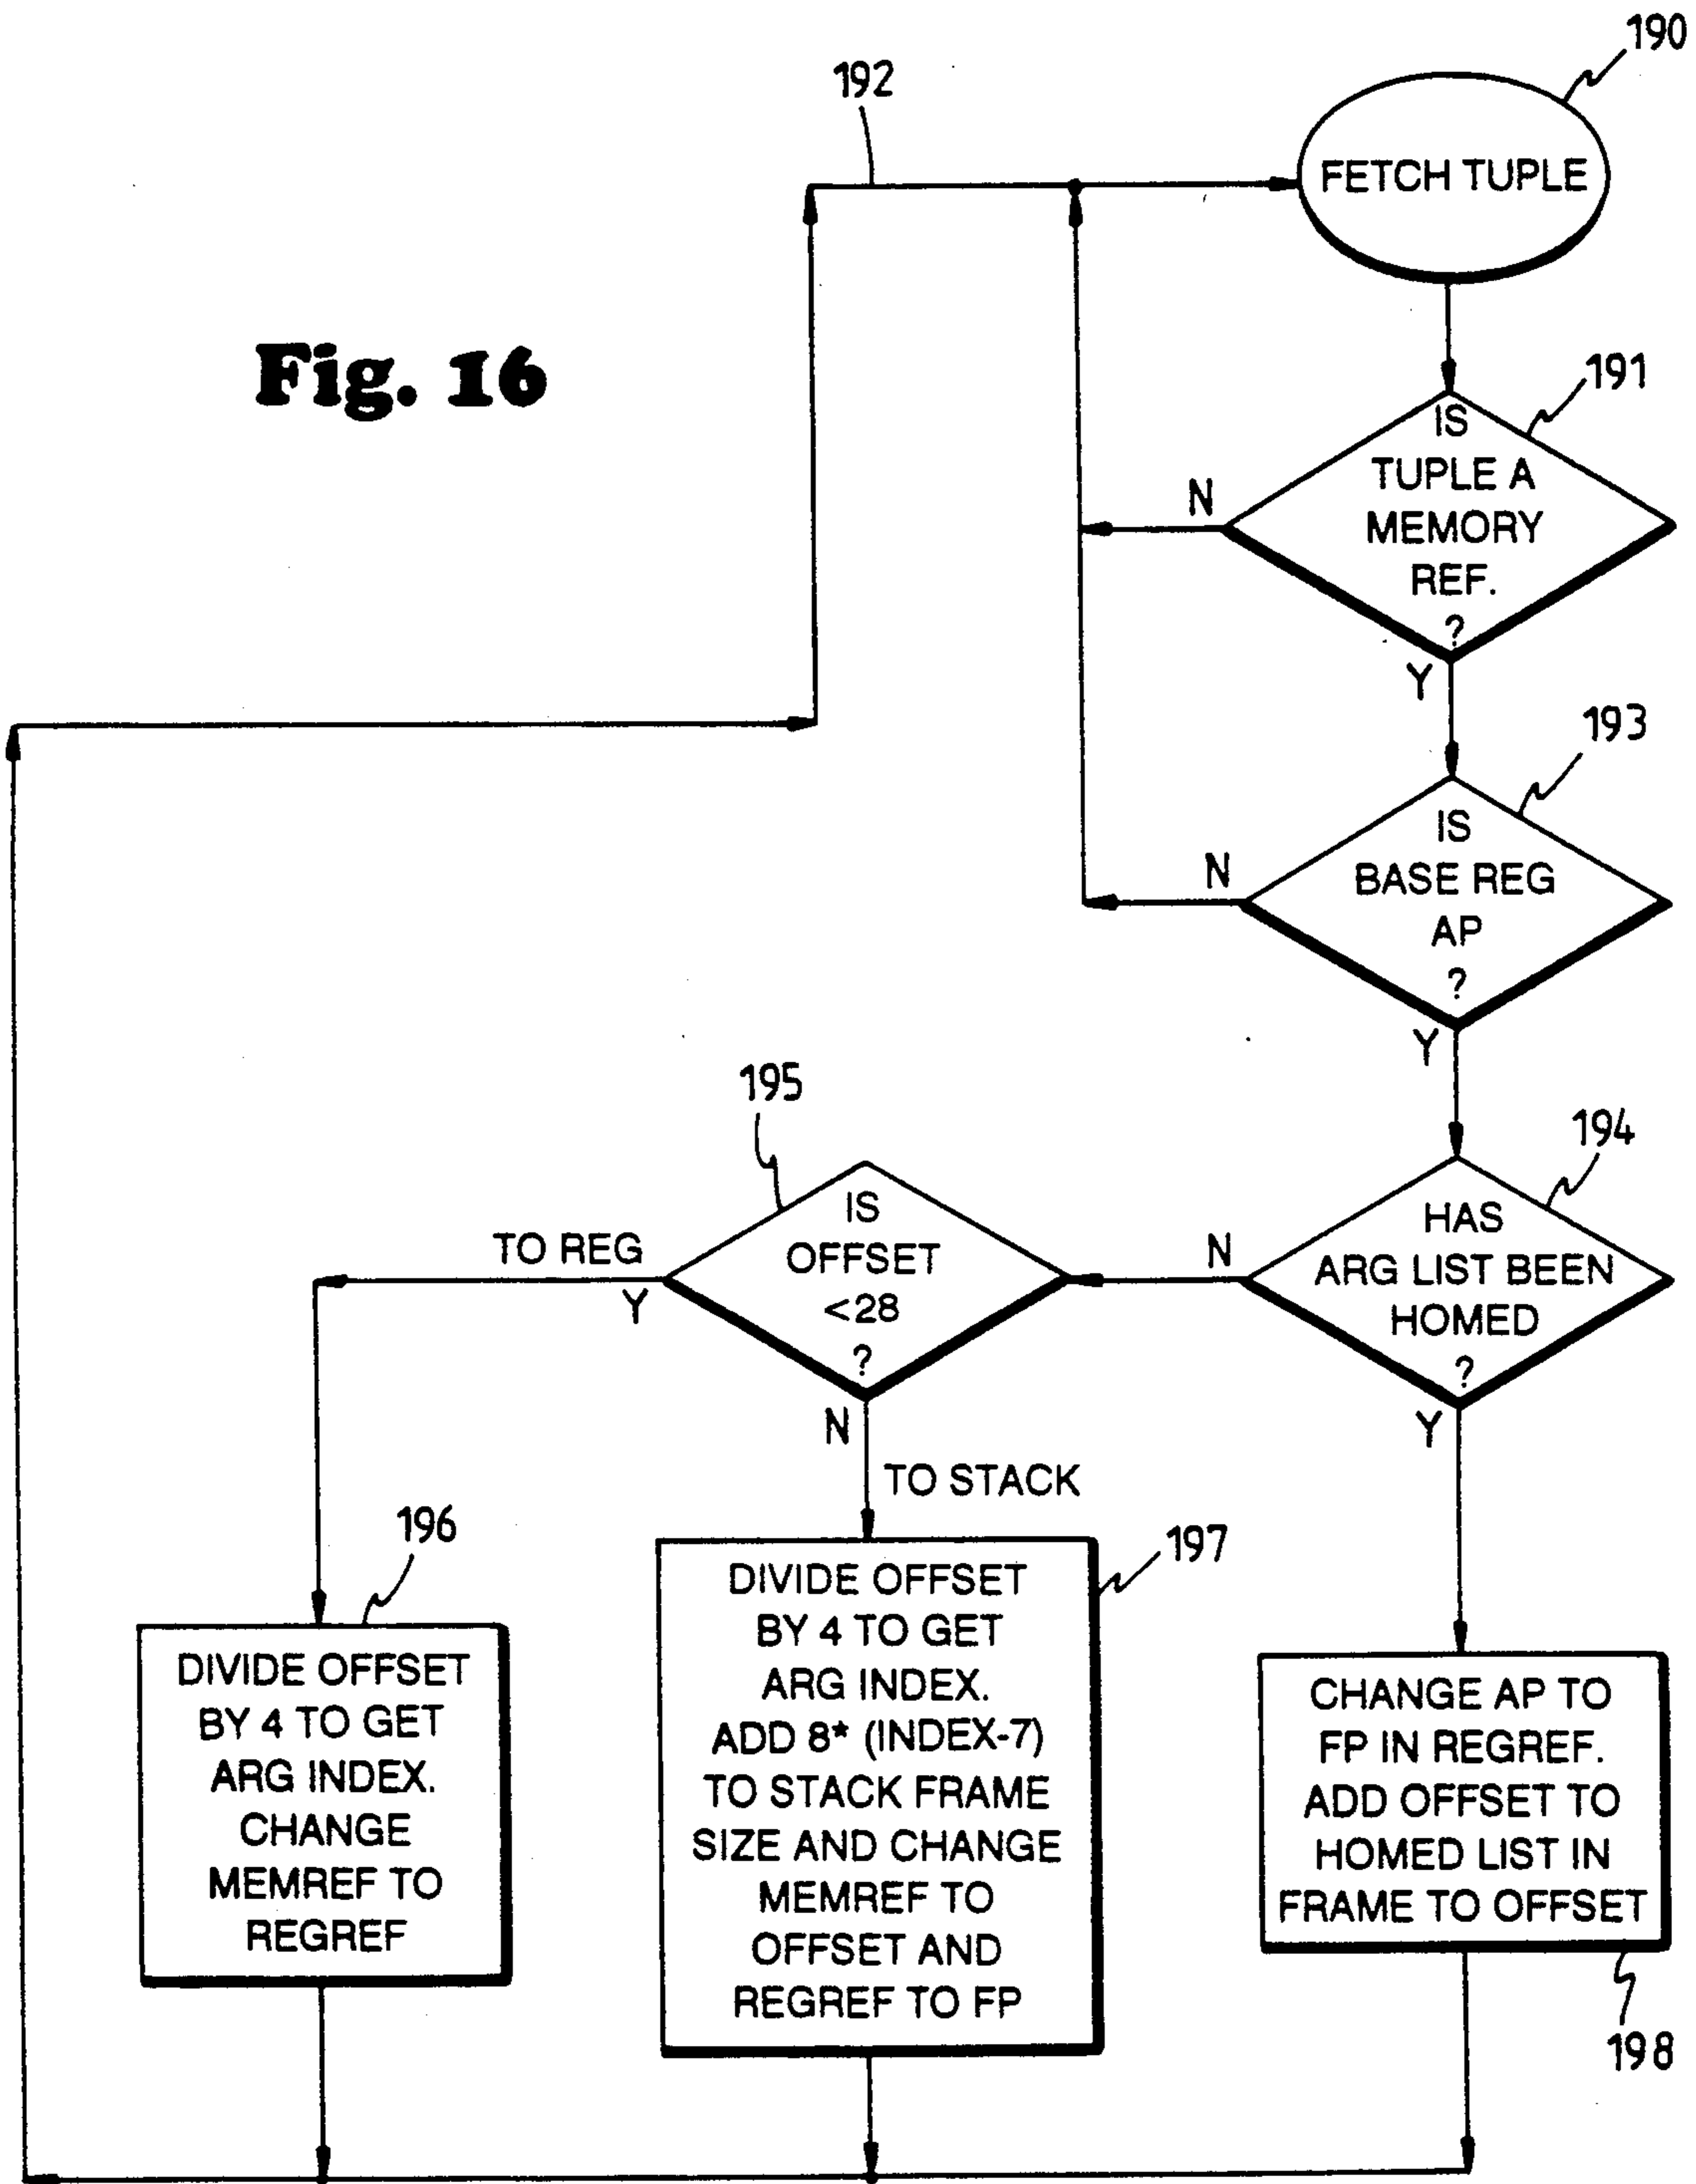 190
192
FETCH TUPLE
Fig. 16
191
IS
TUPLE A
MEMORY
REF.
?
N
Y
193
IS
BASE REG
AP
?
N
Y
195
194
IS
OFFSET
<28
?
TO REG
Y
N
HAS
ARG LIST BEEN
HOMED
?
N
Y
TO STACK
196
197
DIVIDE OFFSET
BY 4 TO GET
ARG INDEX.
CHANGE
MEMREF TO
REGREF
DIVIDE OFFSET
BY 4 TO GET
ARG INDEX.
ADD 8* (INDEX-7)
TO STACK FRAME
SIZE AND CHANGE
MEMREF TO
OFFSET AND
REGREF TO FP
CHANGE AP TO
FP IN REGREF.
ADD OFFSET TO
HOMED LIST IN
FRAME TO OFFSET
198